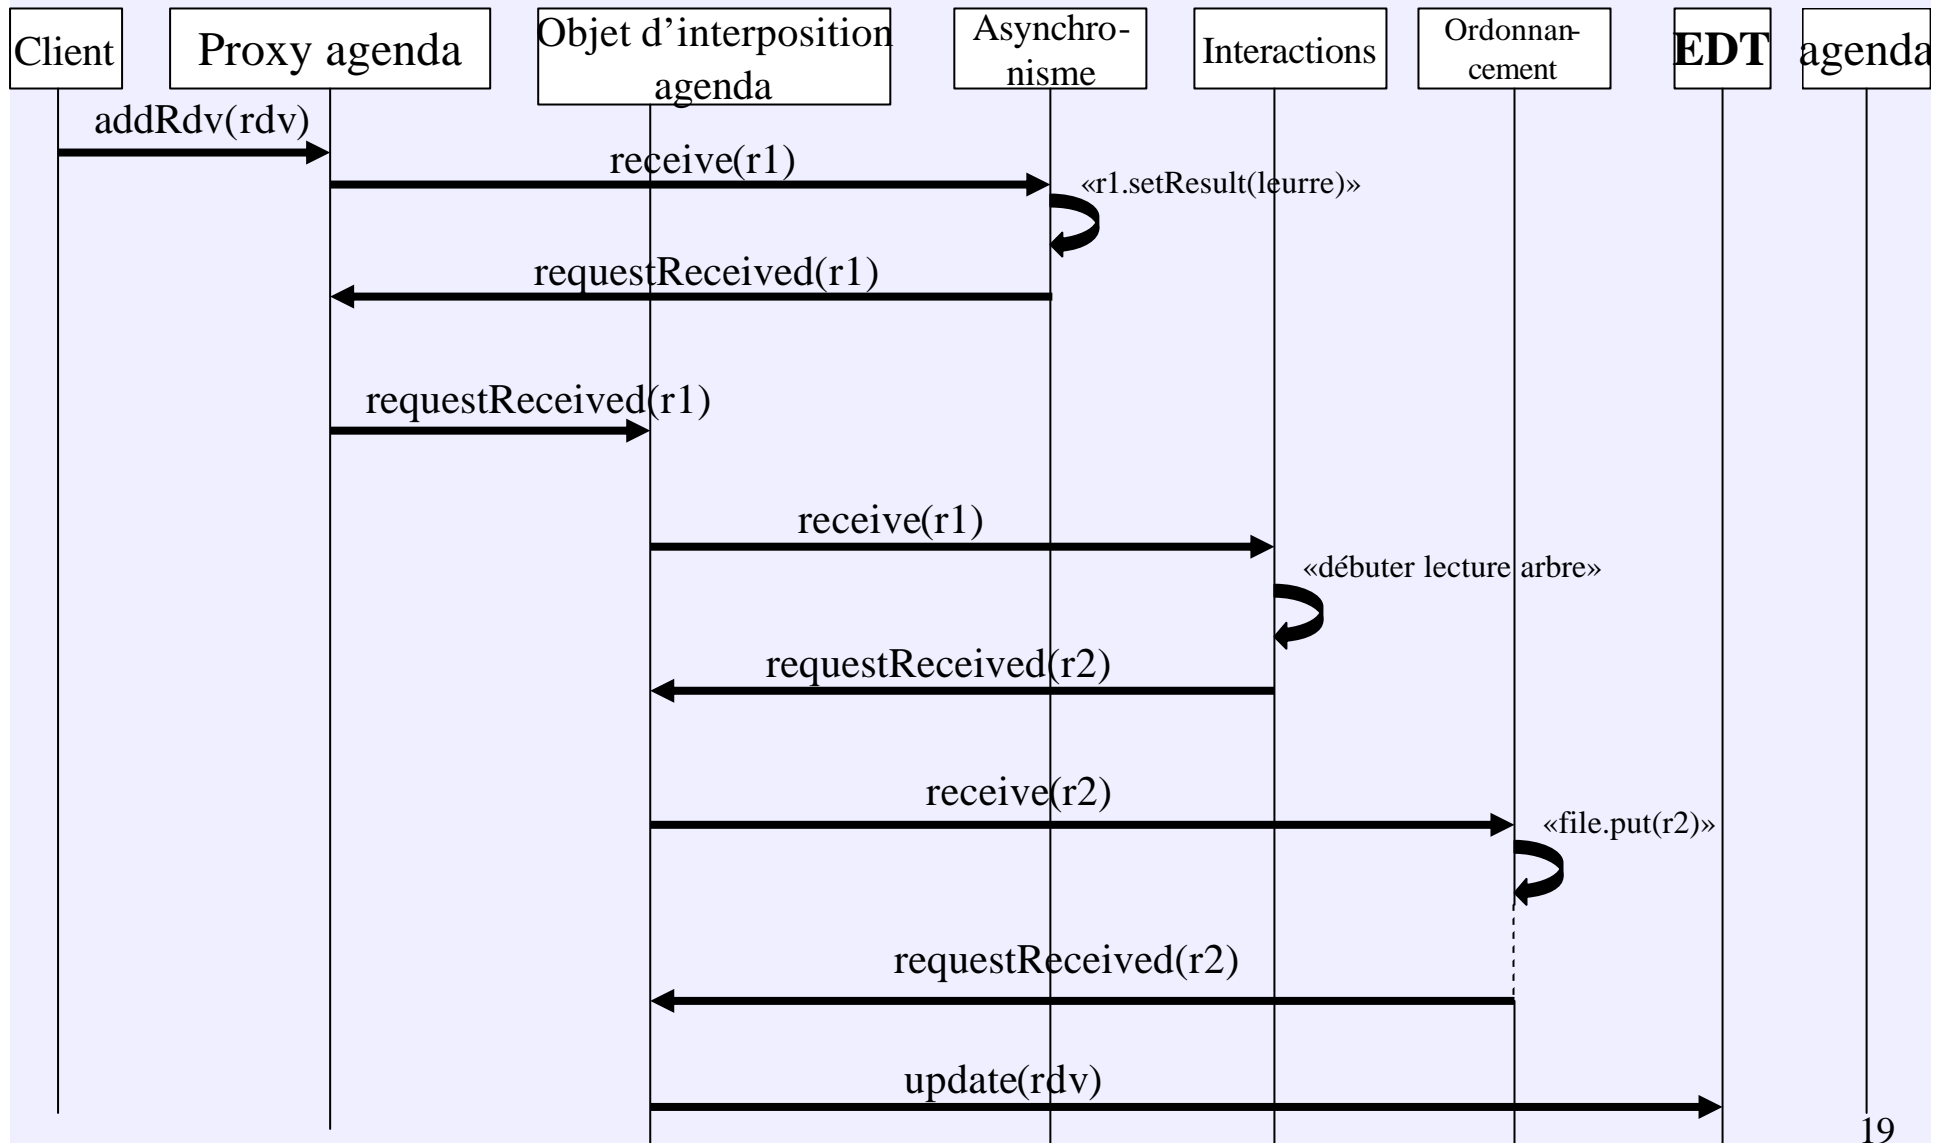 Client
Proxy agenda
Objet d'interposition
agenda
Asynchro-
nisme
Interactions
Ordonnan-
cement
EDT
agenda
addRdv(rdv)
receive(r1)
«r1.setResult(leurre)»
requestReceived(r1)
requestReceived(r1)
receive(r1)
«débuter lecture arbre»
requestReceived(r2)
receive(r2)
«file.put(r2)»
requestReceived(r2)
update(rdv)
19